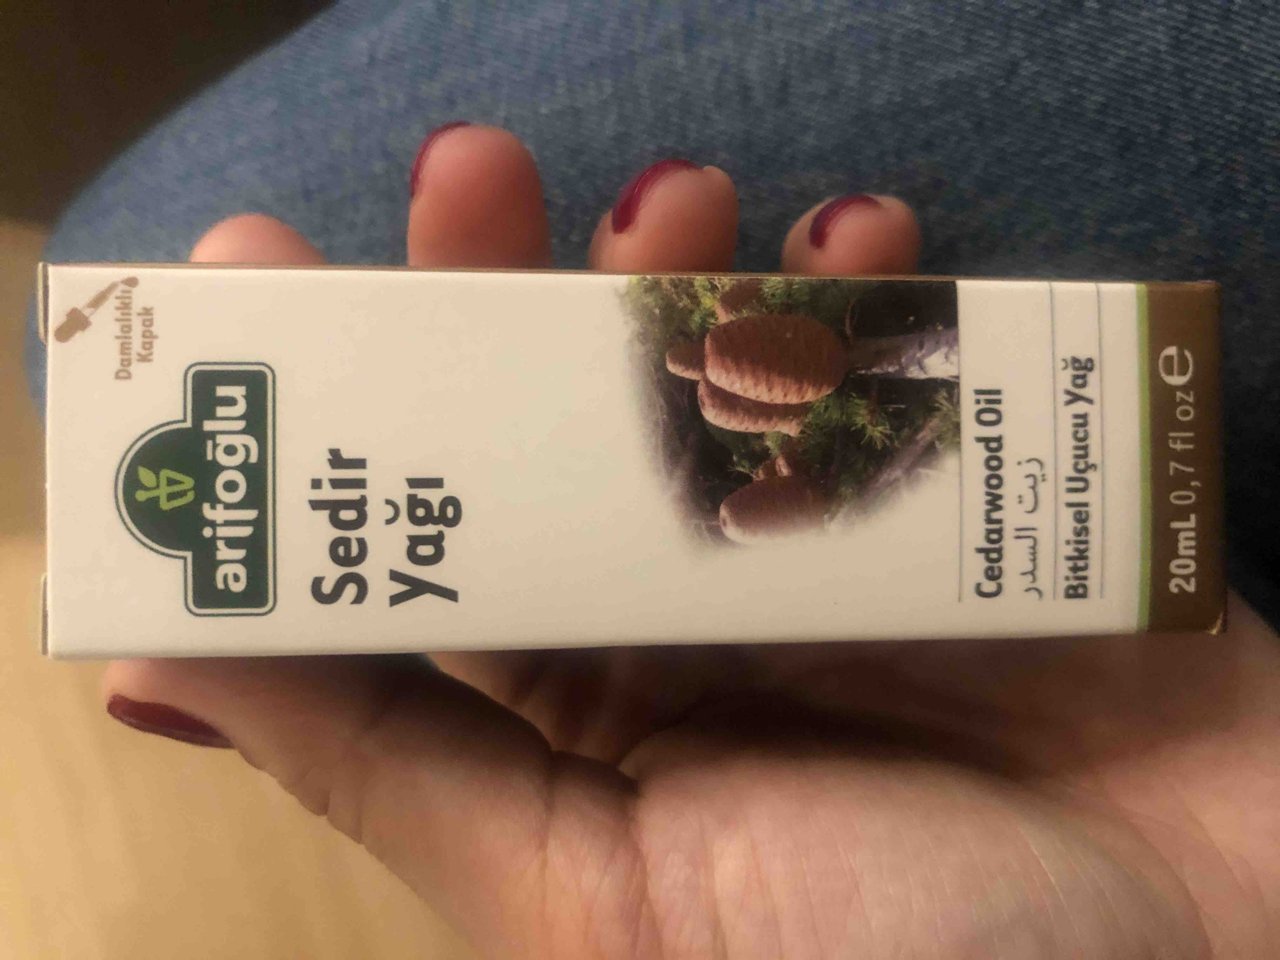 Damlalıklı
Kapak
arifoğlu
Sedir
Yağı
Cedarwood Oil
زيت السدر
Bitkisel Uçucu Yağ
20mL 0,7 fl oz e